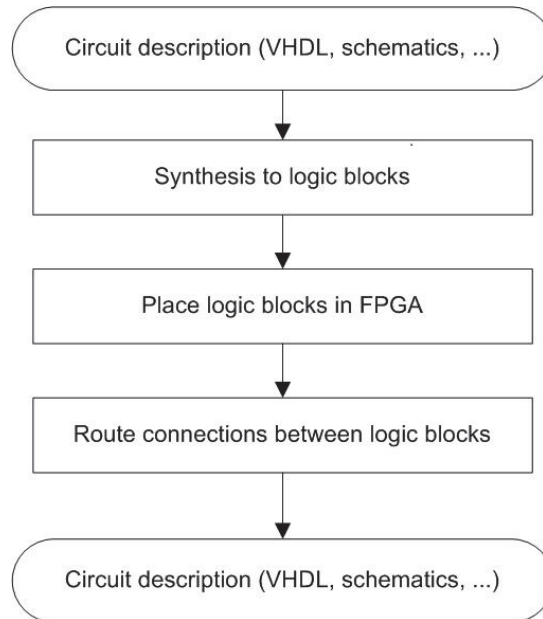 Circuit description (VHDL, schematics, ...)
Synthesis to logic blocks
Place logic blocks in FPGA
Route connections between logic blocks
Circuit description (VHDL, schematics, ...)